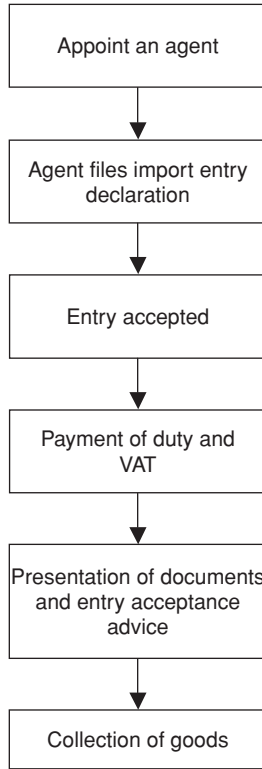 Appoint an agent
Agent files import entry
declaration
Entry accepted
Payment of duty and
VAT
Presentation of documents
and entry acceptance
advice
Collection of goods